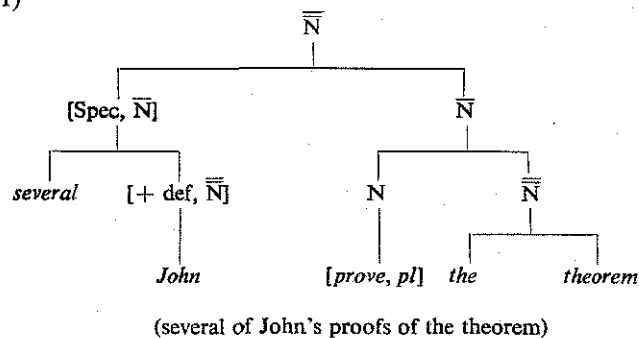 1)
N̿
[Spec, N̄] N̄
several [+ def, N̿] N N̿
John [prove, pl] the theorem
(several of John's proofs of the theorem)